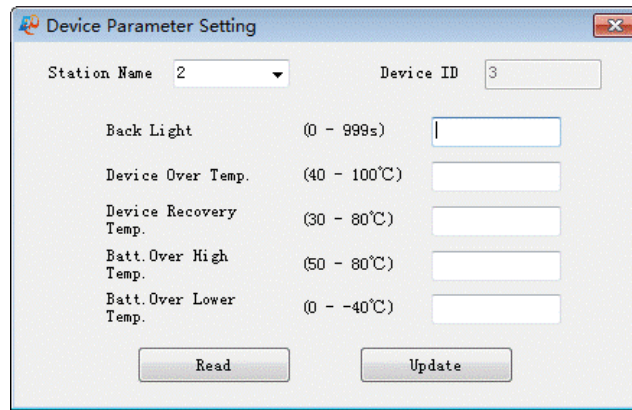 Device Parameter Setting
Station Name 2 Device ID 3
Back Light (0 - 999s)
Device Over Temp. (40 - 100℃)
Device Recovery
Temp. (30 - 80℃)
Batt.Over High
Temp. (50 - 80℃)
Batt.Over Lower
Temp. (0 - -40℃)
Read Update